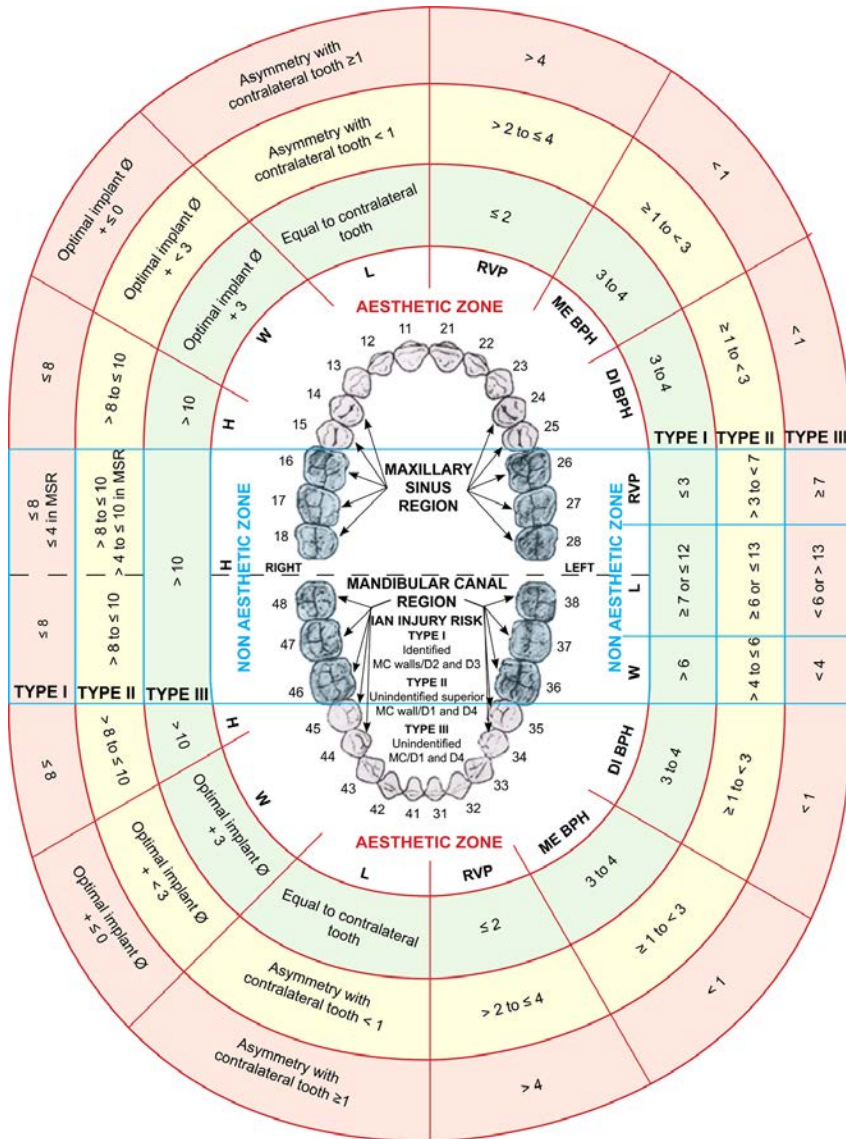 Asymmetry with
contralateral tooth ≥1
> 4
Asymmetry with
contralateral tooth < 1
> 2 to ≤ 4
< 1
Optimal implant Ø
+ ≤ 0
Optimal implant Ø
+ < 3
Equal to contralateral
tooth
≤ 2
≥ 1 to < 3
Optimal implant Ø
+ 3
3 to 4
L
RVP
ME BPH
W
AESTHETIC ZONE
DI BPH
≤ 8
> 8 to ≤ 10
> 10
H
3 to 4
≥ 1 to < 3
< 1
11
21
12
22
13
23
14
24
15
25
TYPE I
TYPE II
TYPE III
≤ 8
≤ 4 in MSR
> 8 to ≤ 10
> 4 to ≤ 10 in MSR
> 10
H
NON AESTHETIC ZONE
16
26
MAXILLARY
SINUS
REGION
17
27
18
28
RIGHT
LEFT
NON AESTHETIC ZONE
RVP
≤ 3
> 3 to < 7
≥ 7
L
≥ 7 or ≤ 12
≥ 6 or ≤ 13
< 6 or > 13
W
> 6
> 4 to ≤ 6
< 4
≤ 8
> 8 to ≤ 10
MANDIBULAR CANAL
REGION
48
38
IAN INJURY RISK
TYPE I
Identified
MC walls/D2 and D3
47
37
TYPE II
Unidentified superior
MC wall/D1 and D4
46
36
TYPE III
Unidentified
MC/D1 and D4
45
35
44
34
43
33
42
41
31
32
TYPE I
TYPE II
TYPE III
≤ 8
< 8 to ≤ 10
> 10
H
DI BPH
3 to 4
≥ 1 to < 3
< 1
AESTHETIC ZONE
W
L
RVP
ME BPH
Optimal implant Ø
+ 3
3 to 4
Optimal implant Ø
+ < 3
Equal to contralateral
tooth
≤ 2
≥ 1 to < 3
Optimal implant Ø
+ ≤ 0
Asymmetry with
contralateral tooth < 1
> 2 to ≤ 4
< 1
Asymmetry with
contralateral tooth ≥1
> 4